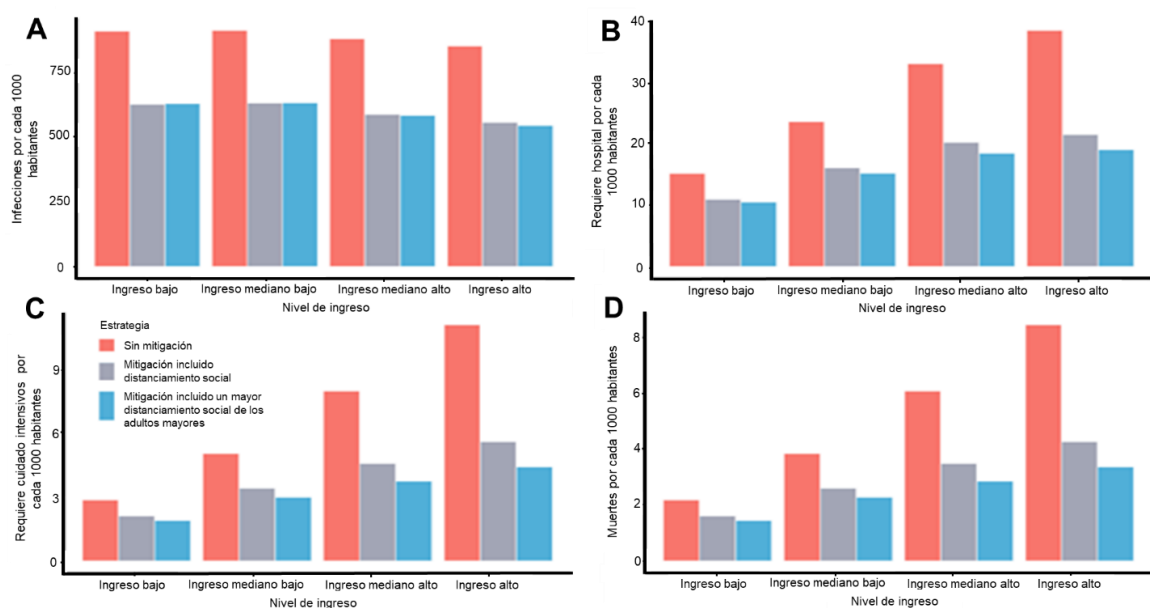 A
Infecciones por cada 1000
habitantes
750
500
250
0
Ingreso bajo
Ingreso mediano bajo
Ingreso mediano alto
Ingreso alto
Nivel de ingreso
B
Requiere hospital por cada
1000 habitantes
40
30
20
10
0
Ingreso bajo
Ingreso mediano bajo
Ingreso mediano alto
Ingreso alto
Nivel de ingreso
C
Requiere cuidado intensivos por
cada 1000 habitantes
9
6
3
0
Estrategia
Sin mitigación
Mitigación incluido
distanciamiento social
Mitigación incluido un mayor
distanciamiento social de los
adultos mayores
Ingreso bajo
Ingreso mediano bajo
Ingreso mediano alto
Ingreso alto
Nivel de ingreso
D
Muertes por cada 1000 habitantes
8
6
4
2
0
Ingreso bajo
Ingreso mediano bajo
Ingreso mediano alto
Ingreso alto
Nivel de ingreso